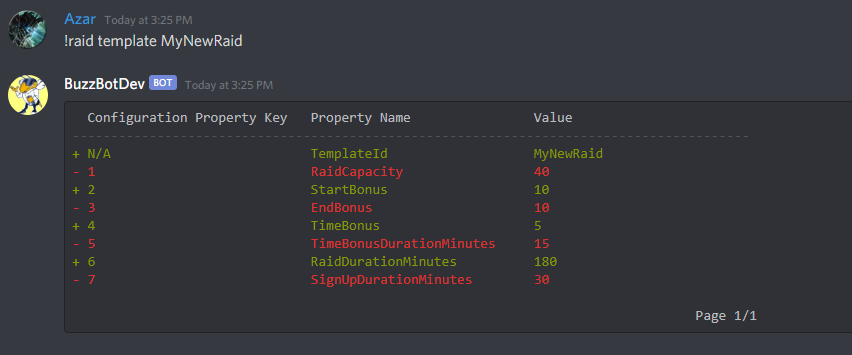 Azar Today at 3:25 PM
!raid template MyNewRaid
BuzzBotDev BOT Today at 3:25 PM
Configuration Property Key Property Name Value
--------------------------------------------------------------------------------------
+ N/A TemplateId MyNewRaid
- 1 RaidCapacity 40
+ 2 StartBonus 10
- 3 EndBonus 10
+ 4 TimeBonus 5
- 5 TimeBonusDurationMinutes 15
+ 6 RaidDurationMinutes 180
- 7 SignUpDurationMinutes 30
Page 1/1